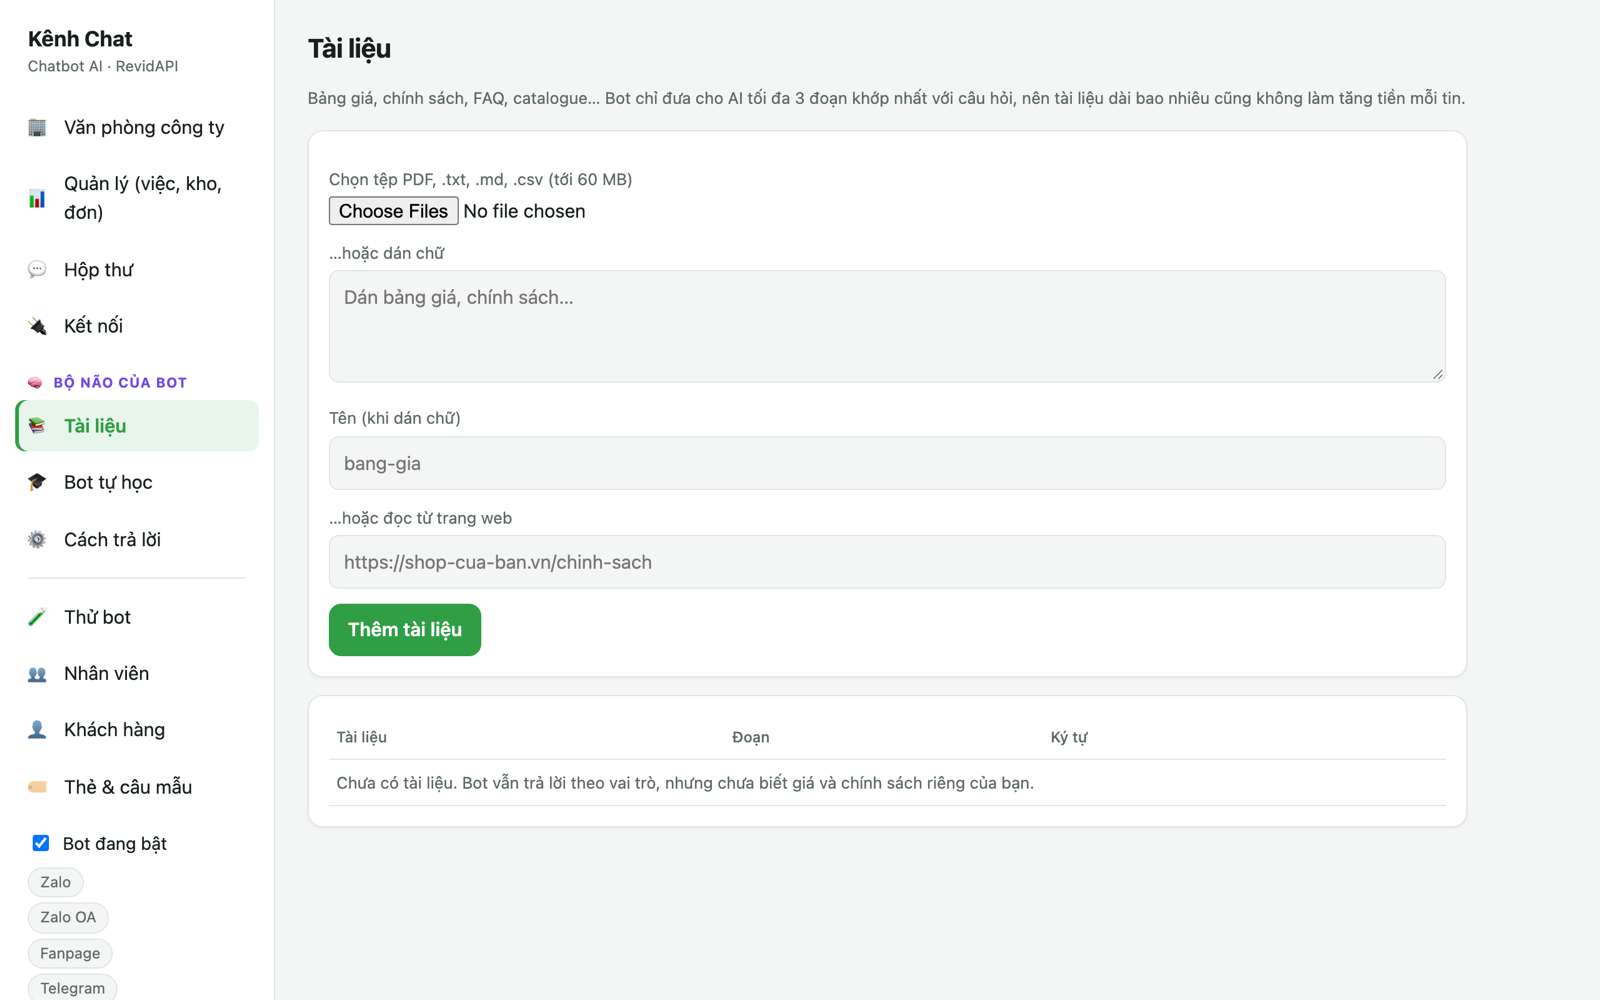 Kênh Chat
Chatbot AI · RevidAPI
Văn phòng công ty
Quản lý (việc, kho,
đơn)
Hộp thư
Kết nối
BỘ NÃO CỦA BOT
Tài liệu
Bot tự học
Cách trả lời
Thử bot
Nhân viên
Khách hàng
Thẻ & câu mẫu
Bot đang bật
Zalo
Zalo OA
Fanpage
Telegram
Tài liệu
Bảng giá, chính sách, FAQ, catalogue... Bot chỉ đưa cho AI tối đa 3 đoạn khớp nhất với câu hỏi, nên tài liệu dài bao nhiêu cũng không làm tăng tiền mỗi tin.
Chọn tệp PDF, .txt, .md, .csv (tới 60 MB)
Choose Files No file chosen
...hoặc dán chữ
Dán bảng giá, chính sách...
Tên (khi dán chữ)
bang-gia
...hoặc đọc từ trang web
https://shop-cua-ban.vn/chinh-sach
Thêm tài liệu
Tài liệu Đoạn Ký tự
Chưa có tài liệu. Bot vẫn trả lời theo vai trò, nhưng chưa biết giá và chính sách riêng của bạn.